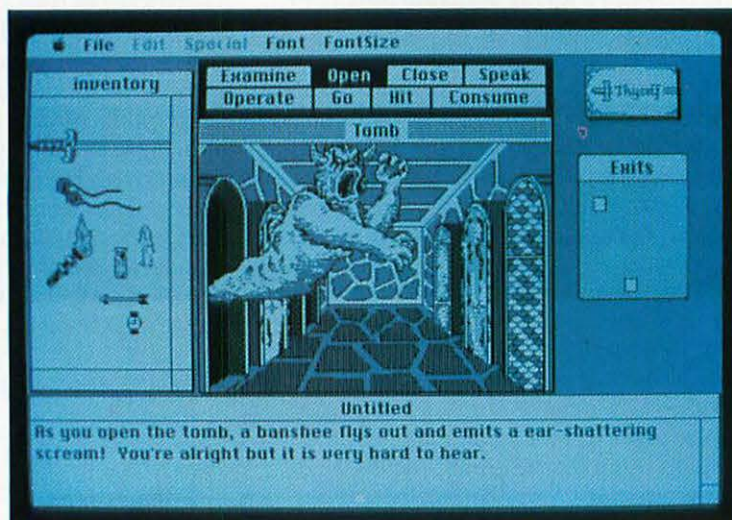 File Edit Special Font FontSize
inventory
Examine Open Close Speak
Operate Go Hit Consume
Thyself
Tomb
Exits
Untitled
As you open the tomb, a banshee flys out and emits a ear-shattering
scream! You're alright but it is very hard to hear.